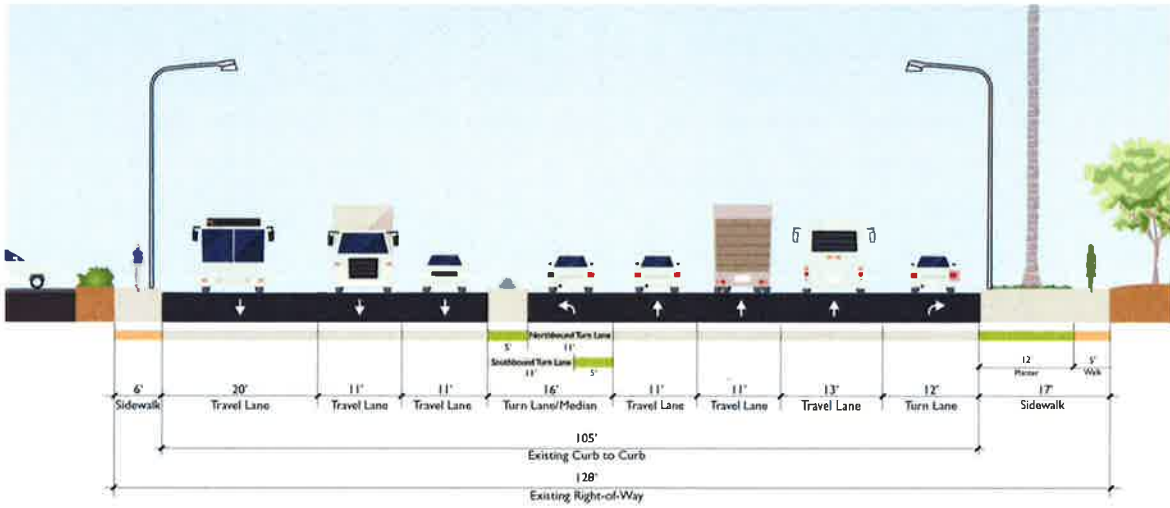 Northbound Turn Lane
5' 11'
Southbound Turn Lane
11' 5'
12 5'
Planter Walk
6' 20' 11' 11' 16' 11' 11' 13' 12' 17'
Sidewalk Travel Lane Travel Lane Travel Lane Turn Lane/Median Travel Lane Travel Lane Travel Lane Turn Lane Sidewalk
105'
Existing Curb to Curb
128'
Existing Right-of-Way